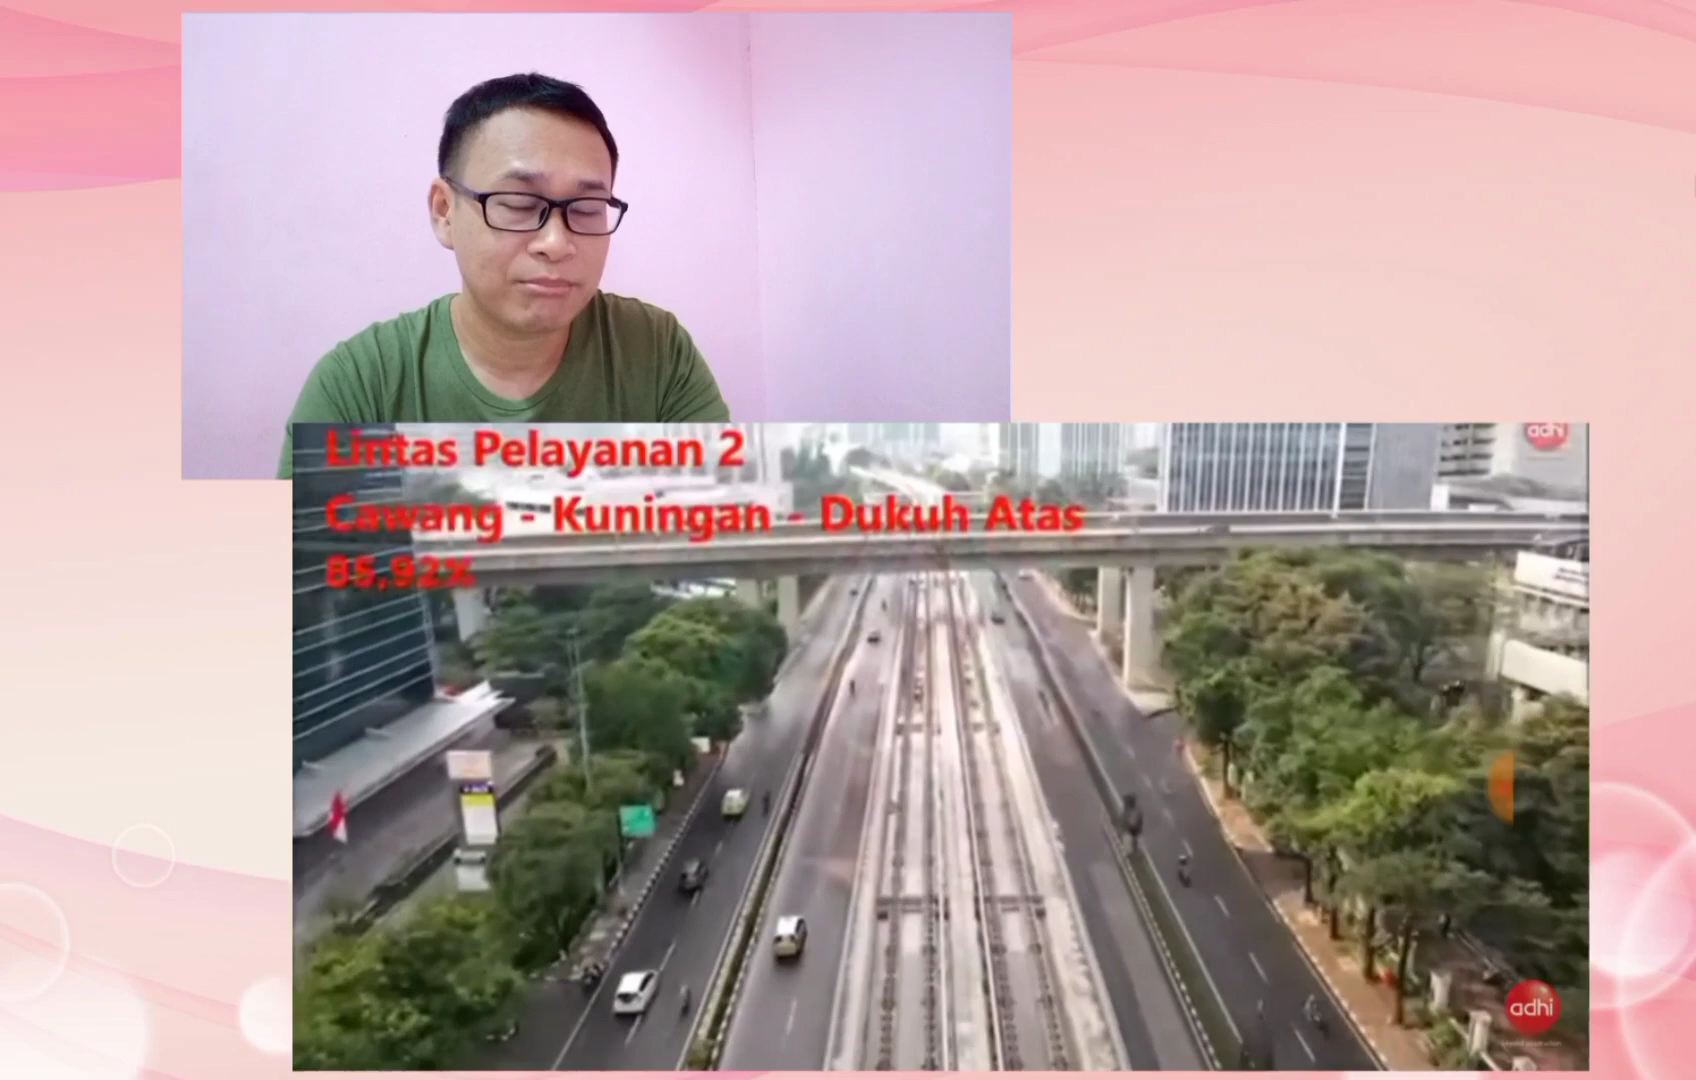 Lintas Pelayanan 2
Cawang - Kuningan - Dukuh Atas
85,92%
adhi
adhi